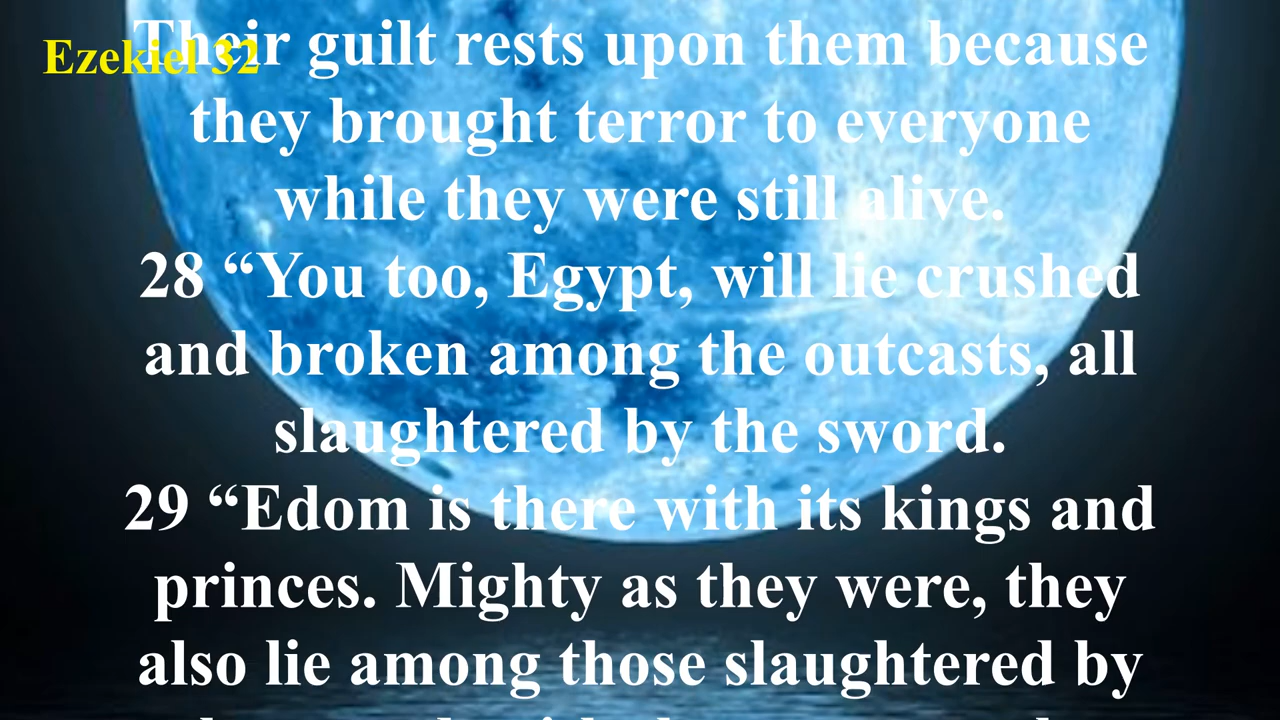 Ezekiel 32
Their guilt rests upon them because
they brought terror to everyone
while they were still alive.
28 “You too, Egypt, will lie crushed
and broken among the outcasts, all
slaughtered by the sword.
29 “Edom is there with its kings and
princes. Mighty as they were, they
also lie among those slaughtered by